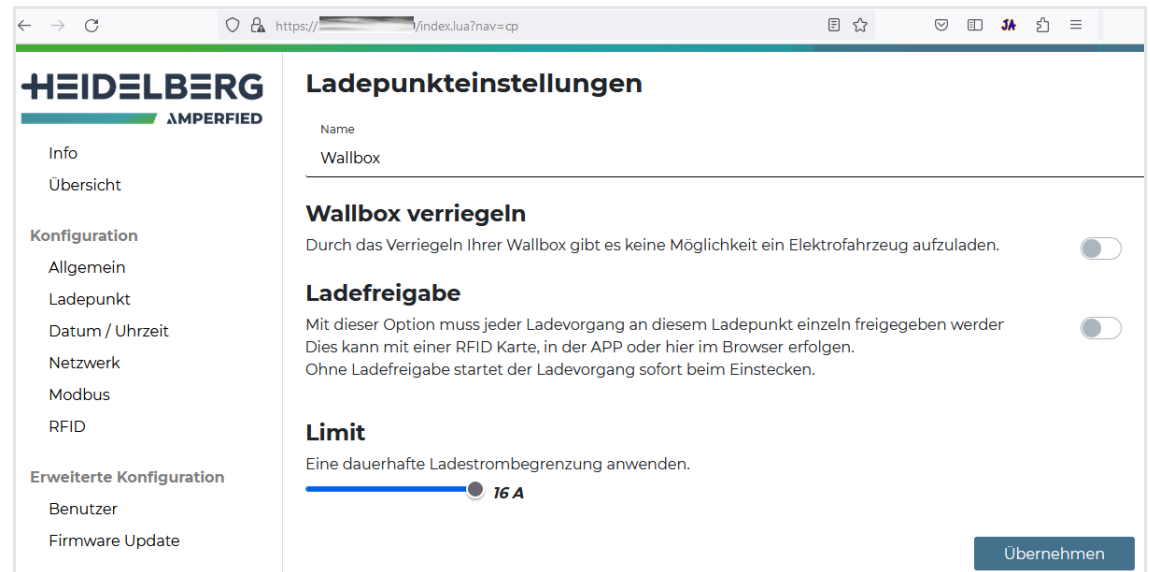 https://
/index.lua?nav=cp
JA
HEIDELBERG
AMPERFIED
Info
Übersicht
Konfiguration
Allgemein
Ladepunkt
Datum / Uhrzeit
Netzwerk
Modbus
RFID
Erweiterte Konfiguration
Benutzer
Firmware Update
Ladepunkteinstellungen
Name
Wallbox
Wallbox verriegeln
Durch das Verriegeln Ihrer Wallbox gibt es keine Möglichkeit ein Elektrofahrzeug aufzuladen.
Ladefreigabe
Mit dieser Option muss jeder Ladevorgang an diesem Ladepunkt einzeln freigegeben werder
Dies kann mit einer RFID Karte, in der APP oder hier im Browser erfolgen.
Ohne Ladefreigabe startet der Ladevorgang sofort beim Einstecken.
Limit
Eine dauerhafte Ladestrombegrenzung anwenden.
16 A
Übernehmen